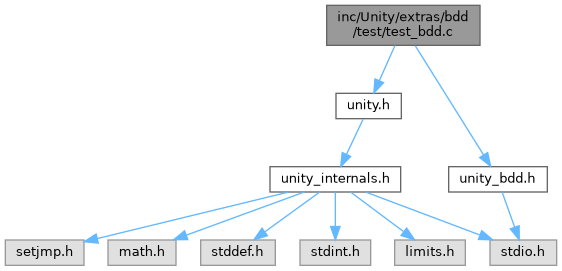 inc/Unity/extras/bdd
/test/test_bdd.c
unity.h
unity_internals.h
unity_bdd.h
setjmp.h
math.h
stddef.h
stdint.h
limits.h
stdio.h